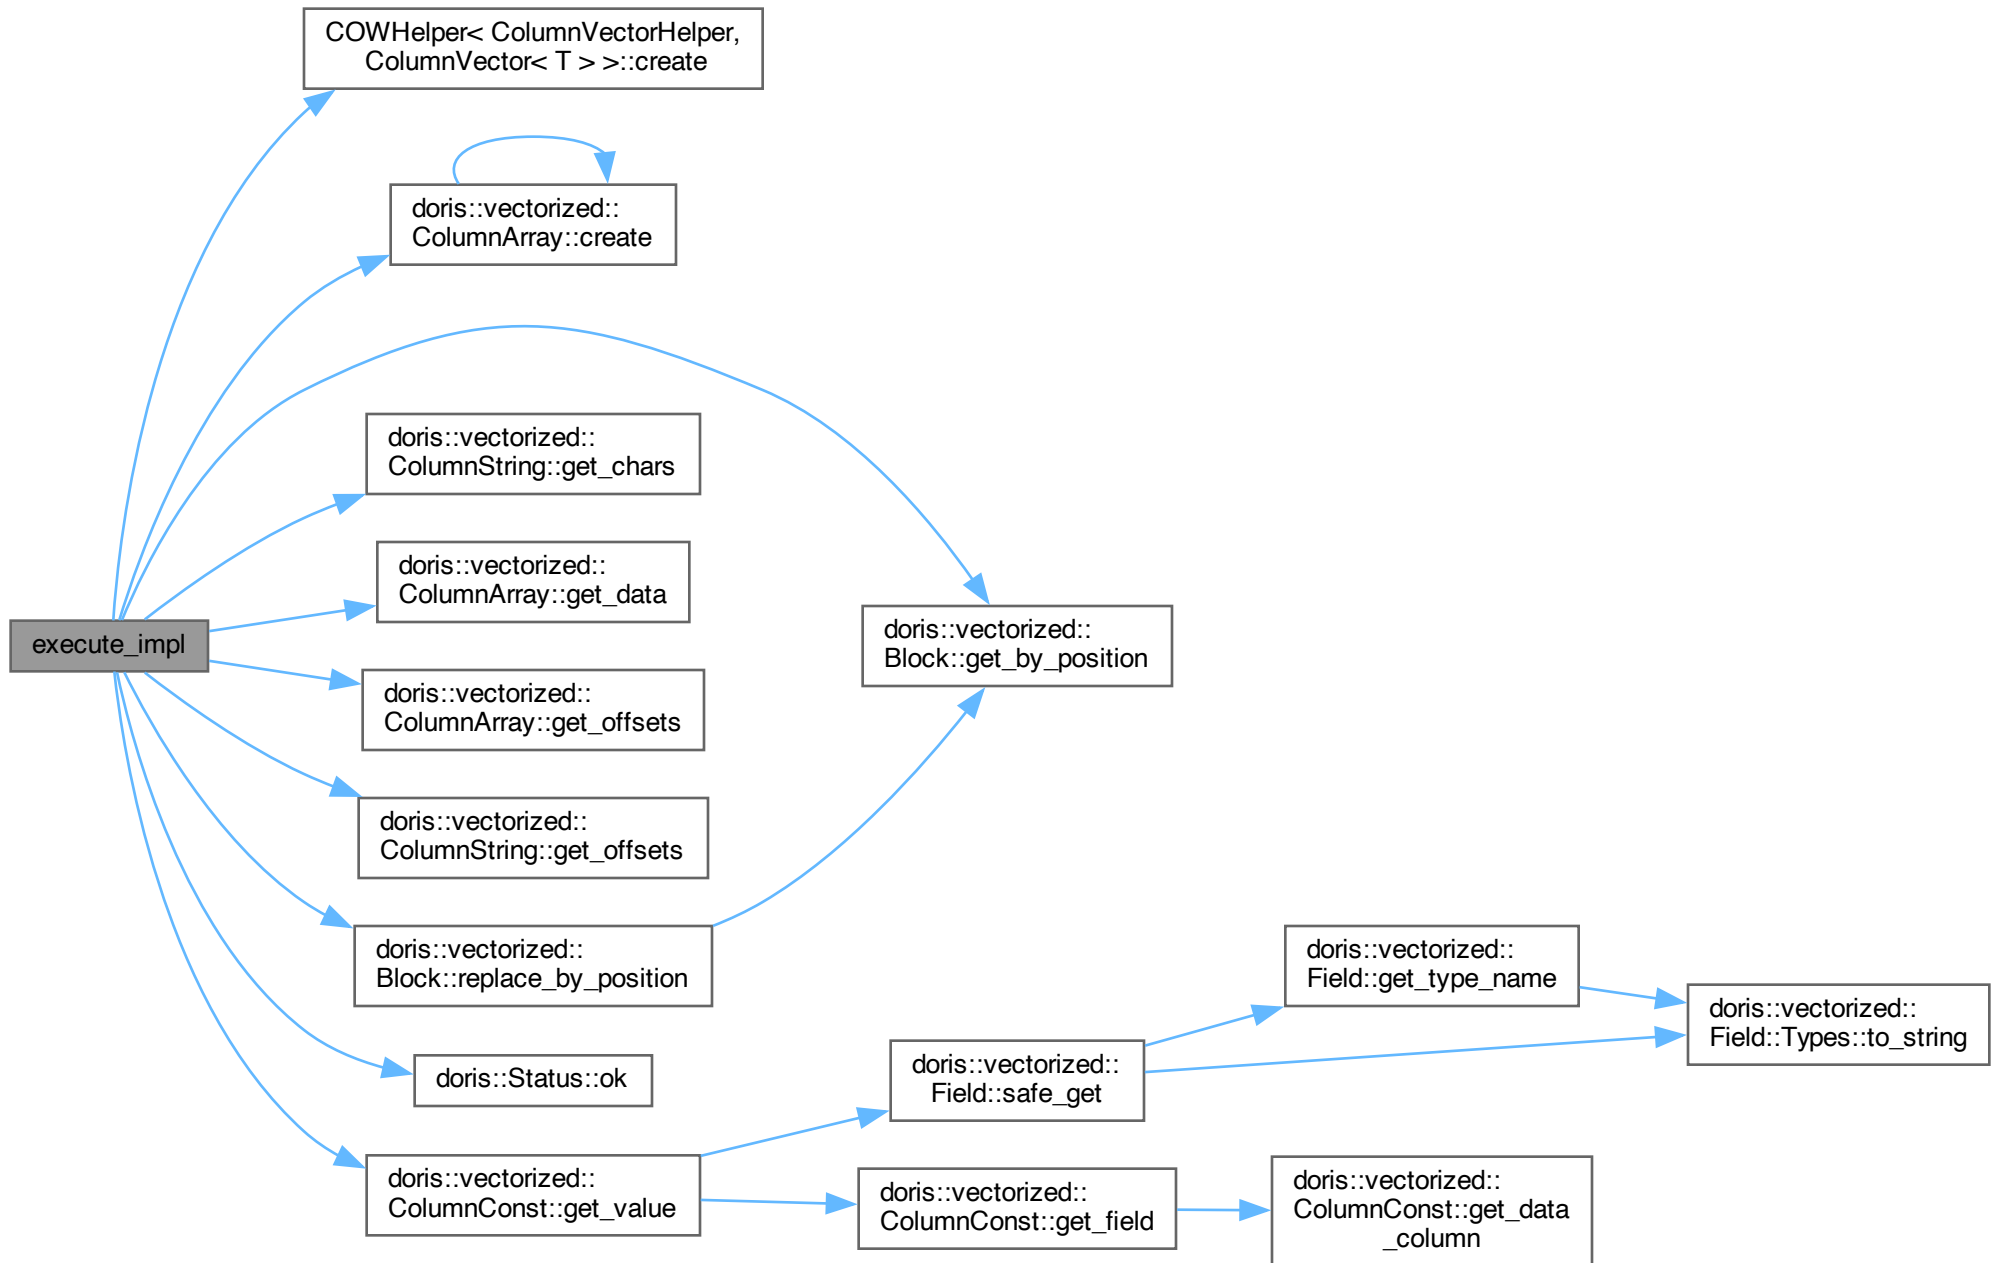 COWHelper< ColumnVectorHelper,
ColumnVector< T > >::create
doris::vectorized::
ColumnArray::create
doris::vectorized::
ColumnString::get_chars
doris::vectorized::
ColumnArray::get_data
doris::vectorized::
Block::get_by_position
execute_impl
doris::vectorized::
ColumnArray::get_offsets
doris::vectorized::
ColumnString::get_offsets
doris::vectorized::
Block::replace_by_position
doris::vectorized::
Field::get_type_name
doris::vectorized::
Field::Types::to_string
doris::vectorized::
Field::safe_get
doris::Status::ok
doris::vectorized::
ColumnConst::get_value
doris::vectorized::
ColumnConst::get_field
doris::vectorized::
ColumnConst::get_data
_column